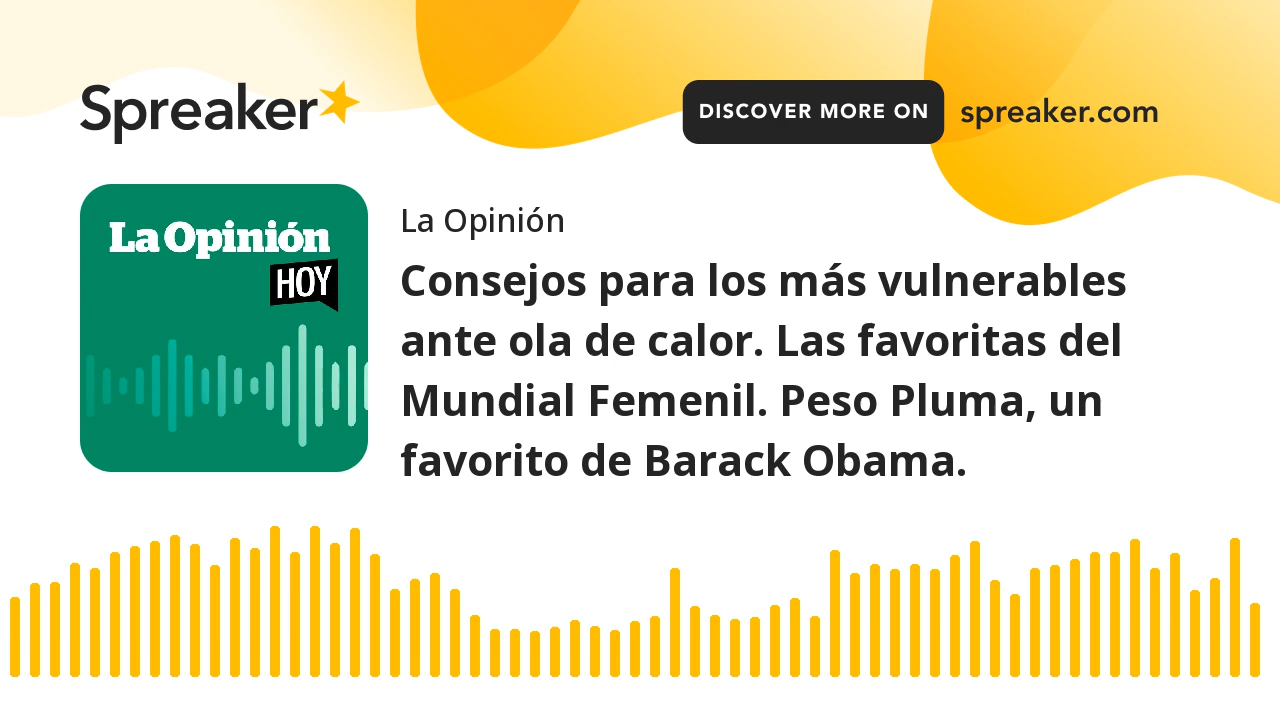 Spreaker
DISCOVER MORE ON
spreaker.com
La Opinión
HOY
La Opinión
Consejos para los más vulnerables
ante ola de calor. Las favoritas del
Mundial Femenil. Peso Pluma, un
favorito de Barack Obama.